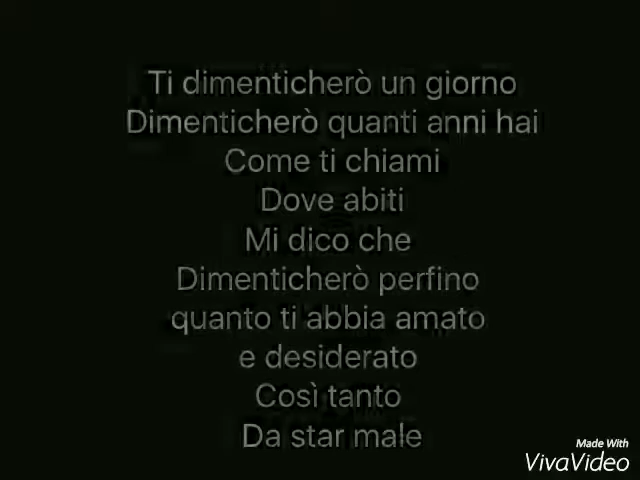 Ti dimenticherò un giorno
Dimenticherò quanti anni hai
Come ti chiami
Dove abiti
Mi dico che
Dimenticherò perfino
quanto ti abbia amato
e desiderato
Così tanto
Da star male
Made With
VivaVideo